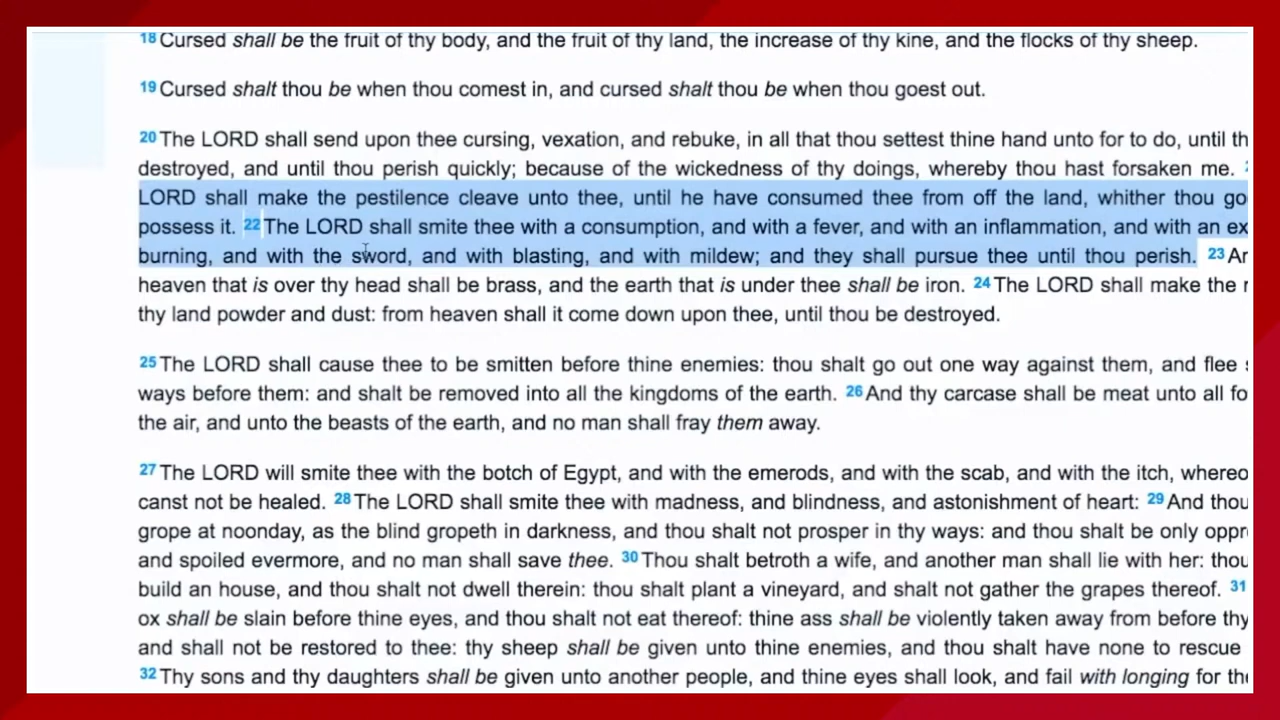 18 Cursed shall be the fruit of thy body, and the fruit of thy land, the increase of thy kine, and the flocks of thy sheep.
19 Cursed shalt thou be when thou comest in, and cursed shalt thou be when thou goest out.
20 The LORD shall send upon thee cursing, vexation, and rebuke, in all that thou settest thine hand unto for to do, until
destroyed, and until thou perish quickly; because of the wickedness of thy doings, whereby thou hast forsaken me.
LORD shall make the pestilence cleave unto thee, until he have consumed thee from off the land, whither thou
possess it. 22 The LORD shall smite thee with a consumption, and with a fever, and with an inflammation, and with an
burning, and with the sword, and with blasting, and with mildew; and they shall pursue thee until thou perish. 23
heaven that is over thy head shall be brass, and the earth that is under thee shall be iron. 24 The LORD shall make the
thy land powder and dust: from heaven shall it come down upon thee, until thou be destroyed.
25 The LORD shall cause thee to be smitten before thine enemies: thou shalt go out one way against them, and flee
ways before them: and shalt be removed into all the kingdoms of the earth. 26 And thy carcase shall be meat unto all
the air, and unto the beasts of the earth, and no man shall fray them away.
27 The LORD will smite thee with the botch of Egypt, and with the emerods, and with the scab, and with the itch,
canst not be healed. 28 The LORD shall smite thee with madness, and blindness, and astonishment of heart: 29 And thou
grope at noonday, as the blind gropeth in darkness, and thou shalt not prosper in thy ways: and thou shalt be only
and spoiled evermore, and no man shall save thee. 30 Thou shalt betroth a wife, and another man shall lie with her: thou
build an house, and thou shalt not dwell therein: thou shalt plant a vineyard, and shalt not gather the grapes thereof. 31
ox shall be slain before thine eyes, and thou shalt not eat thereof: thine ass shall be violently taken away from before thy
and shall not be restored to thee: thy sheep shall be given unto thine enemies, and thou shalt have none to rescue
32 Thy sons and thy daughters shall be given unto another people, and thine eyes shall look, and fail with longing for